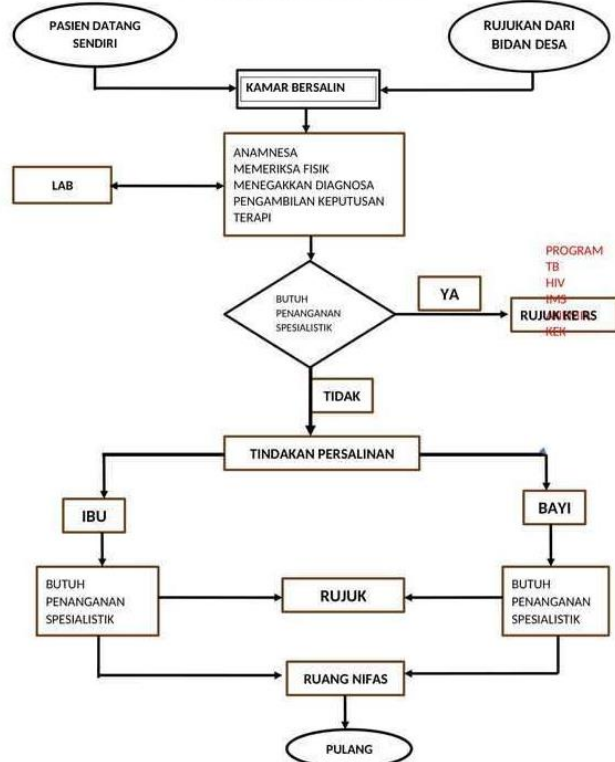 PASIEN DATANG
SENDIRI
RUJUKAN DARI
BIDAN DESA
KAMAR BERSALIN
ANAMNESA
MEMERIKSA FISIK
MENEGAKKAN DIAGNOSA
PENGAMBILAN KEPUTUSAN
TERAPI
LAB
BUTUH
PENANGANAN
SPESIALISTIK
YA
PROGRAM
TB
HIV
IMS
RUJUK KE RS
KEK
TIDAK
TINDAKAN PERSALINAN
IBU
BAYI
BUTUH
PENANGANAN
SPESIALISTIK
RUJUK
BUTUH
PENANGANAN
SPESIALISTIK
RUANG NIFAS
PULANG